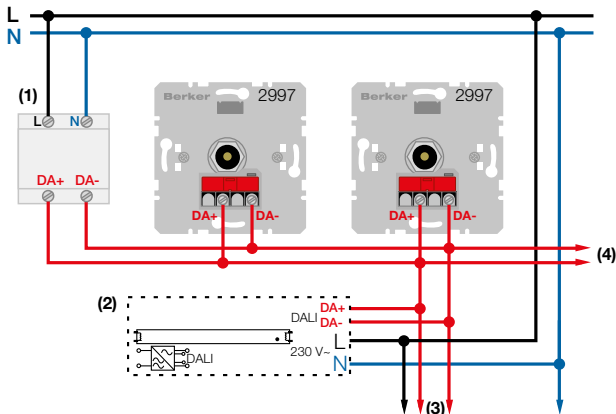 L
N
(1)
L N
DA+ DA-
Berker 2997
DA+ DA-
Berker 2997
DA+ DA-
(4)
(2)
DALI DA+
DA-
230 V~ L
N
DALI
(3)